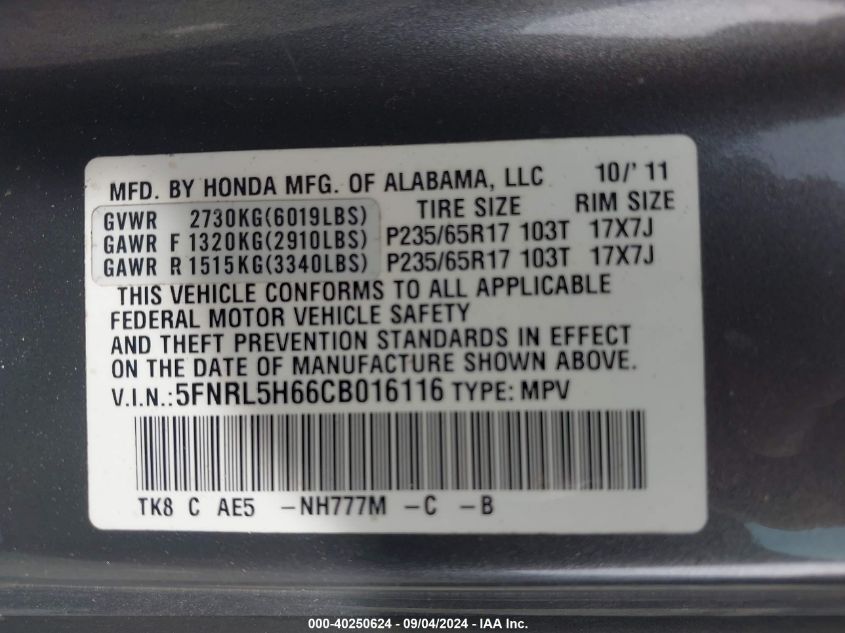 MFD. BY HONDA MFG. OF ALABAMA, LLC 10/'11
GVWR 2730KG(6019LBS) TIRE SIZE RIM SIZE
GAWR F 1320KG(2910LBS) P235/65R17 103T 17X7J
GAWR R 1515KG(3340LBS) P235/65R17 103T 17X7J
THIS VEHICLE CONFORMS TO ALL APPLICABLE
FEDERAL MOTOR VEHICLE SAFETY
AND THEFT PREVENTION STANDARDS IN EFFECT
ON THE DATE OF MANUFACTURE SHOWN ABOVE.
V.I.N.: 5FNRL5H66CB016116 TYPE: MPV
TK8 C AE5 -NH777M -C -B
000-40250624 - 09/04/2024 - IAA Inc.